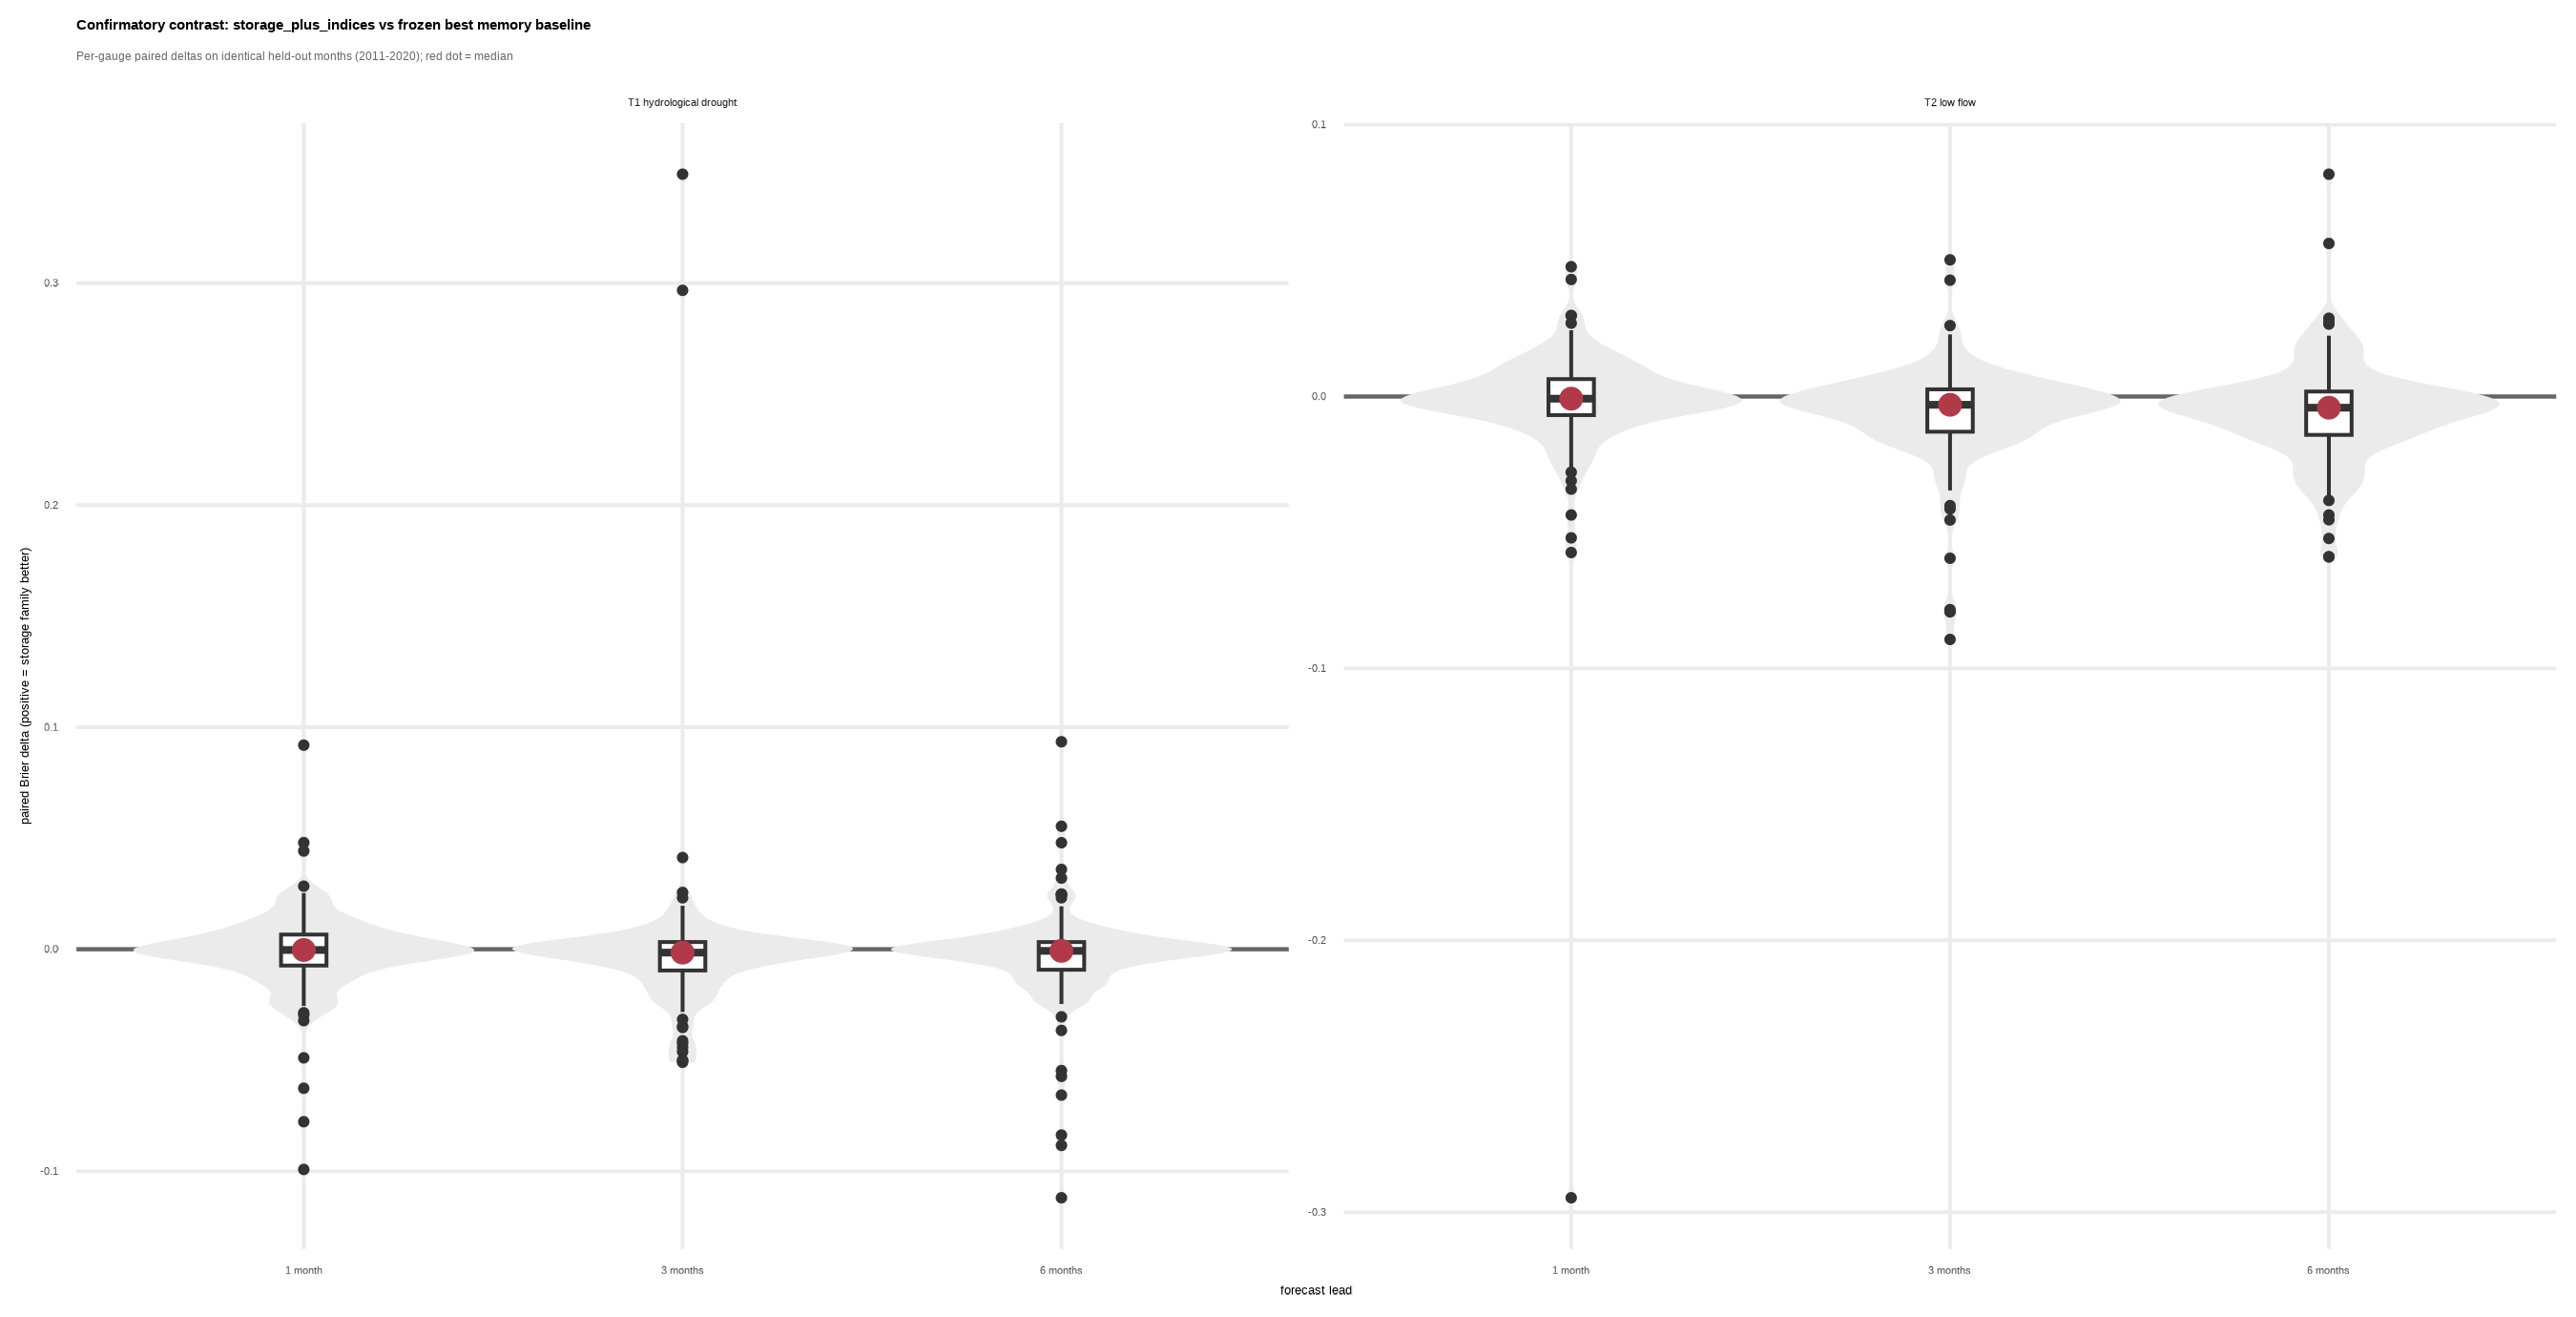 Confirmatory contrast: storage_plus_indices vs frozen best memory baseline
Per-gauge paired deltas on identical held-out months (2011-2020); red dot = median
T1 hydrological drought
T2 low flow
paired Brier delta (positive = storage family better)
0.3
0.2
0.1
0.0
-0.1
0.1
0.0
-0.1
-0.2
-0.3
1 month
3 months
6 months
1 month
3 months
6 months
forecast lead